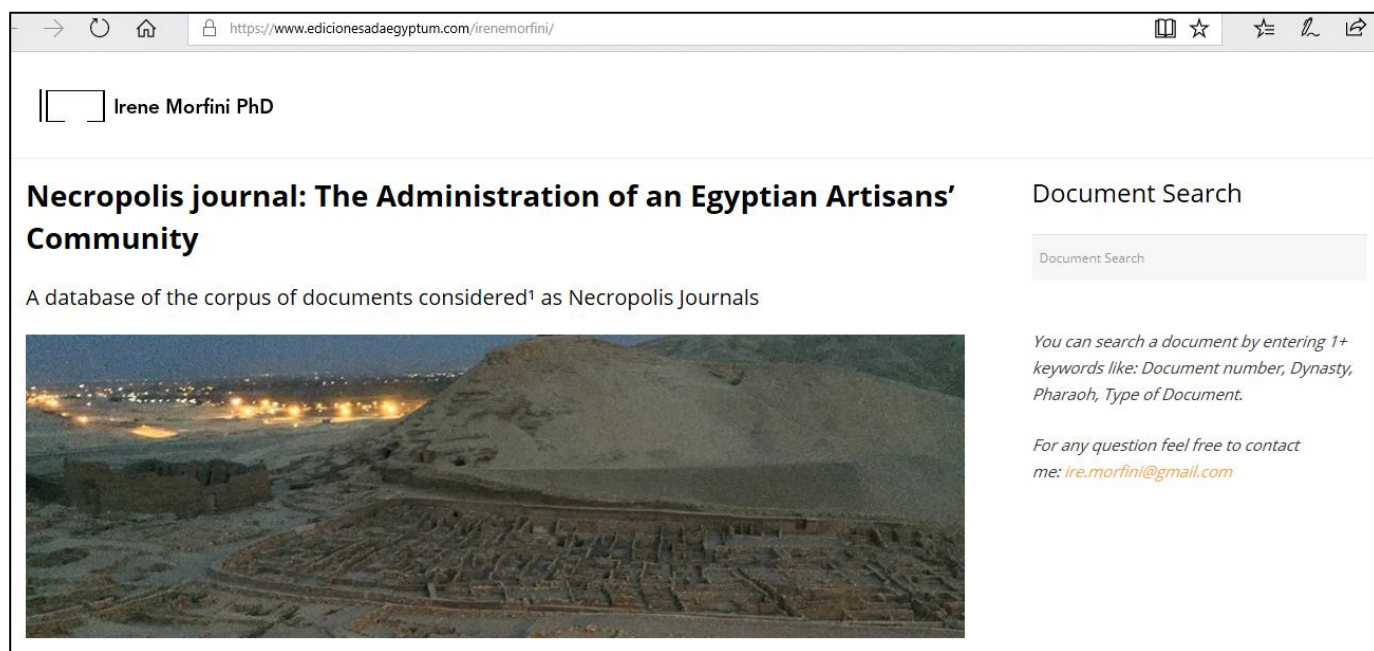 https://www.edicionesadaegyptum.com/irenemorfini/
Irene Morfini PhD
Necropolis journal: The Administration of an Egyptian Artisans’
Community
A database of the corpus of documents considered¹ as Necropolis Journals
Document Search
Document Search
You can search a document by entering 1+
keywords like: Document number, Dynasty,
Pharaoh, Type of Document.
For any question feel free to contact
me: ire.morfini@gmail.com